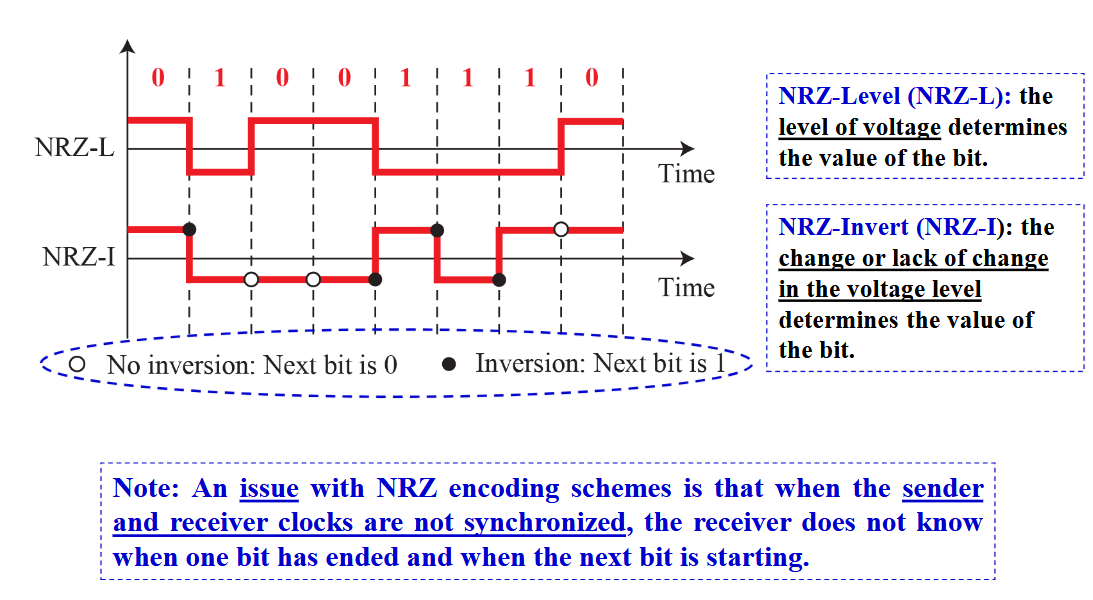 0 1 0 0 1 1 1 0
NRZ-L
Time
NRZ-I
Time
No inversion: Next bit is 0
Inversion: Next bit is 1
NRZ-Level (NRZ-L): the
level of voltage determines
the value of the bit.
NRZ-Invert (NRZ-I): the
change or lack of change
in the voltage level
determines the value of
the bit.
Note: An issue with NRZ encoding schemes is that when the sender
and receiver clocks are not synchronized, the receiver does not know
when one bit has ended and when the next bit is starting.